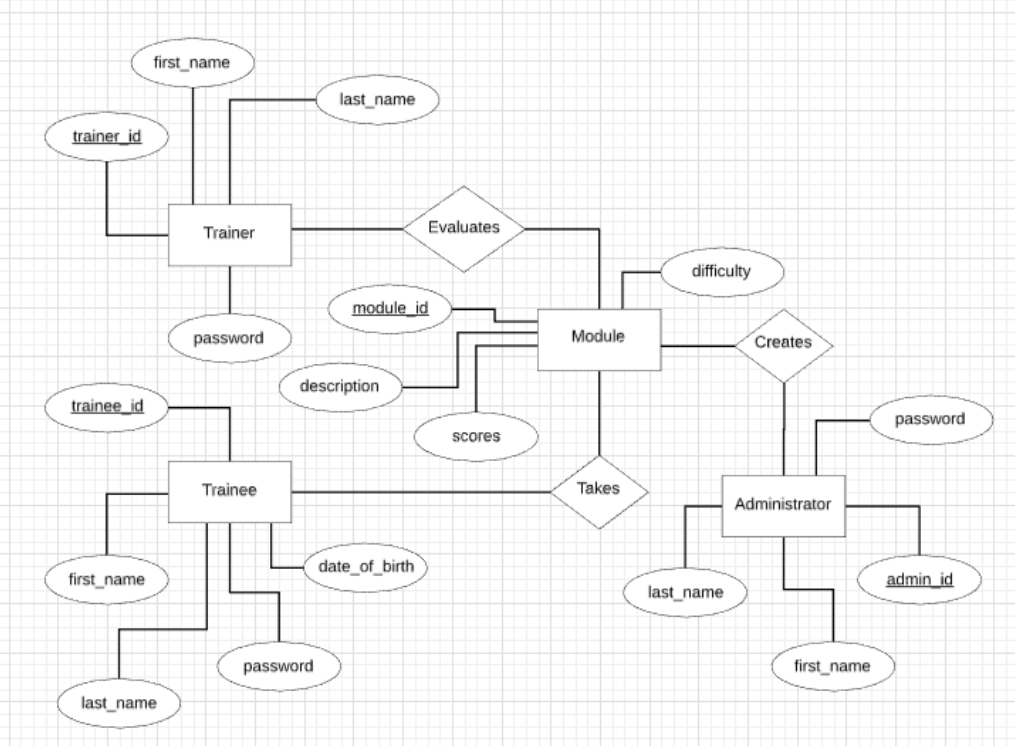 first_name
last_name
trainer_id
Trainer
Evaluates
difficulty
module_id
Module
Creates
password
description
trainee_id
scores
password
Trainee
Takes
Administrator
date_of_birth
first_name
last_name
admin_id
password
first_name
last_name